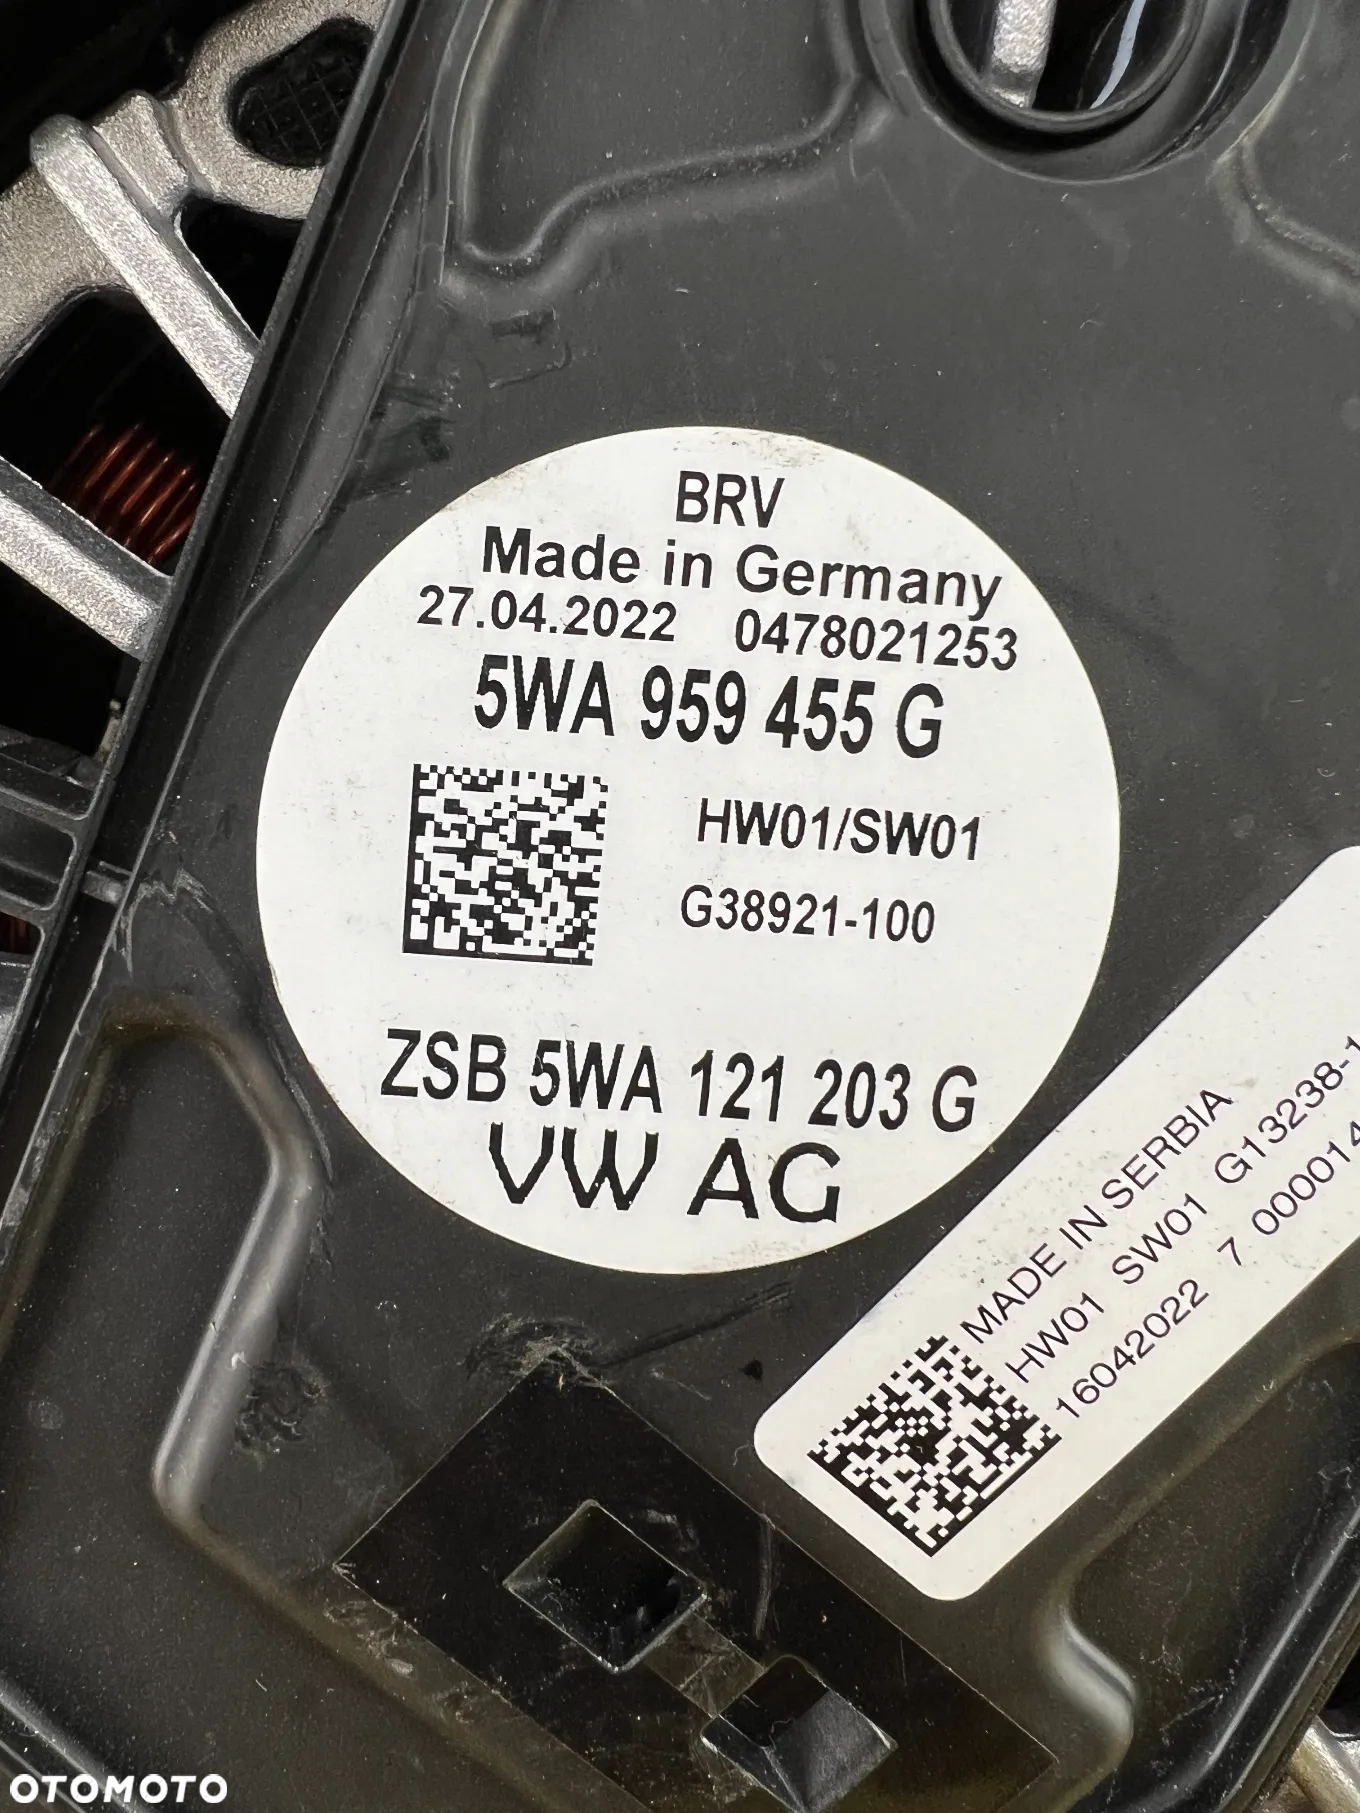 BRV
Made in Germany
27.04.2022 0478021253
5WA 959 455 G
HW01/SW01
G38921-100
ZSB 5WA 121 203 G
VW AG
MADE IN SERBIA
HW01 SW01 G13238-1
16042022 7 000014
OTOMOTO